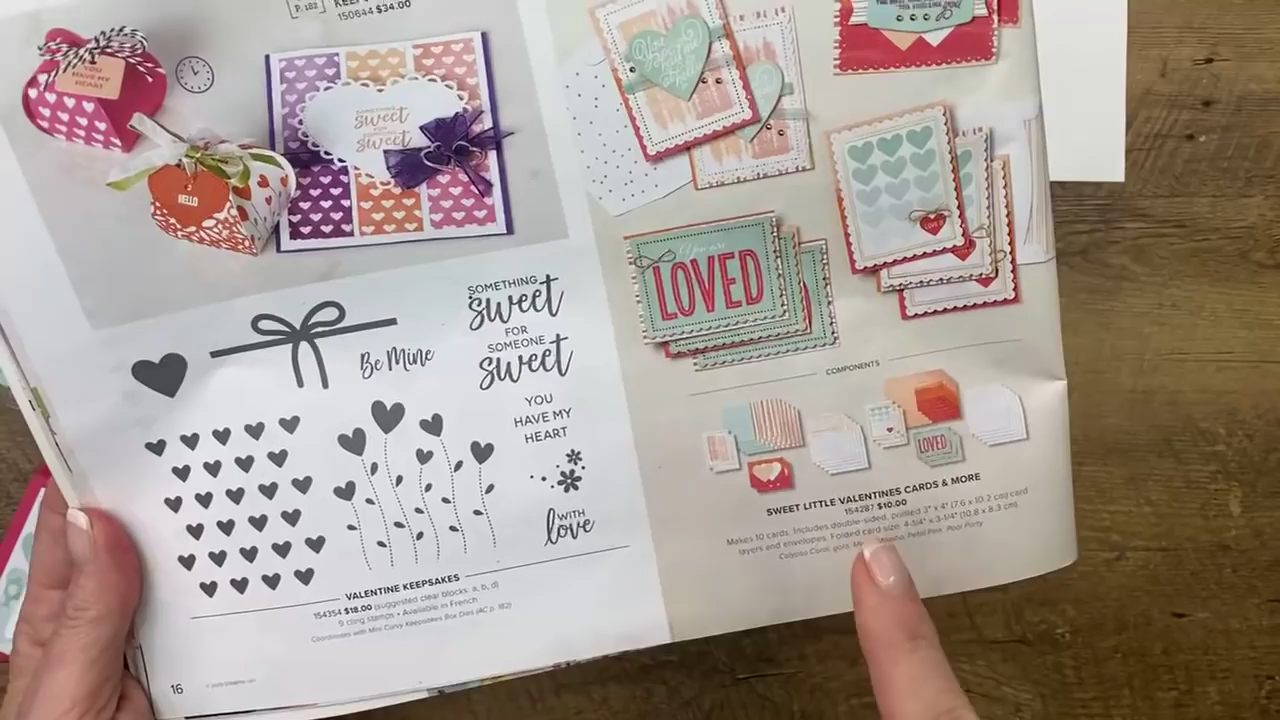 P. 182
150644 $34.00
YOU
HAVE MY
HEART
HELLO
SOMETHING
sweet
FOR
SOMEONE
sweet
Be Mine
SOMETHING
sweet
FOR
SOMEONE
sweet
YOU
HAVE MY
HEART
WITH
love
VALENTINE KEEPSAKES
154354 $18.00 (suggested clear blocks: a, b, d)
9 cling stamps • Available in French
Coordinates with Mini Curvy Keepsakes Box Dies (AC p. 182)
16
You are
LOVED
LOVE
COMPONENTS
LOVED
SWEET LITTLE VALENTINES CARDS & MORE
154287 $10.00
Makes 10 cards. Includes double-sided, printed 3" x 4" (7.6 x 10.2 cm) card
layers and envelopes. Folded card size: 4-1/4" x 3-1/4" (10.8 x 8.3 cm).
Calypso Coral, gold, Petal Pink, Pool Party